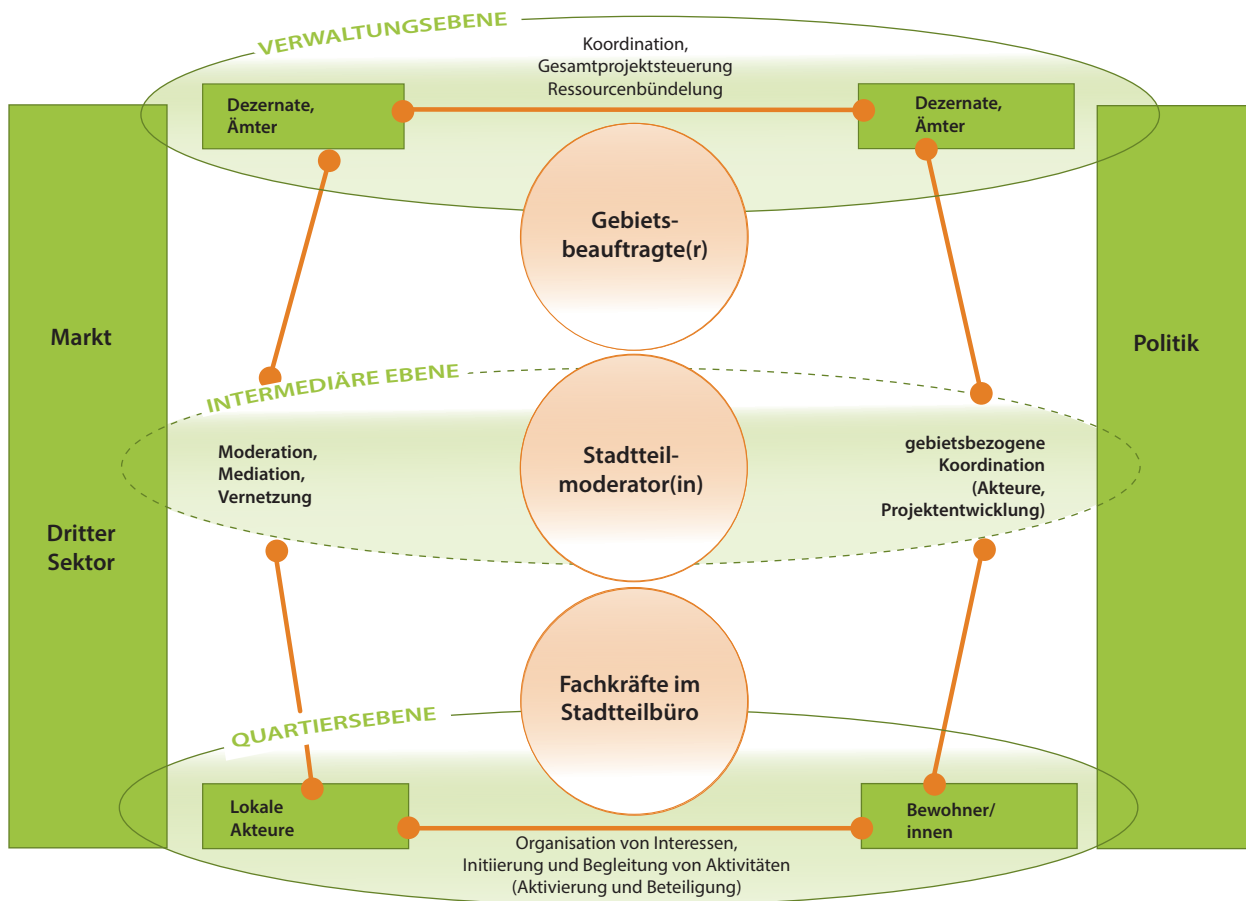 VERWALTUNGSEBENE
Koordination,
Gesamtprojektsteuerung
Ressourcenbündelung
Dezernate,
Ämter
Dezernate,
Ämter
Gebiets-
beauftragte(r)
Markt
Politik
INTERMEDIÄRE EBENE
Moderation,
Mediation,
Vernetzung
Stadtteil-
moderator(in)
gebietsbezogene
Koordination
(Akteure,
Projektentwicklung)
Dritter
Sektor
Fachkräfte im
Stadtteilbüro
QUARTIERSEBENE
Lokale
Akteure
Bewohner/
innen
Organisation von Interessen,
Initiierung und Begleitung von Aktivitäten
(Aktivierung und Beteiligung)